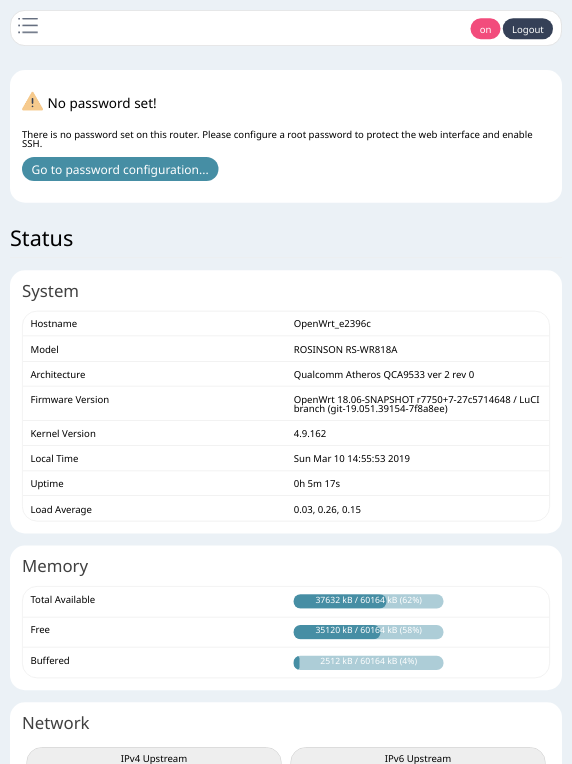 on Logout
No password set!
There is no password set on this router. Please configure a root password to protect the web interface and enable
SSH.
Go to password configuration...
Status
System
Hostname OpenWrt_e2396c
Model ROSINSON RS-WR818A
Architecture Qualcomm Atheros QCA9533 ver 2 rev 0
Firmware Version OpenWrt 18.06-SNAPSHOT r7750+7-27c5714648 / LuCI
branch (git-19.051.39154-7f8a8ee)
Kernel Version 4.9.162
Local Time Sun Mar 10 14:55:53 2019
Uptime 0h 5m 17s
Load Average 0.03, 0.26, 0.15
Memory
Total Available 37632 kB / 60164 kB (62%)
Free 35120 kB / 60164 kB (58%)
Buffered 2512 kB / 60164 kB (4%)
Network
IPv4 Upstream IPv6 Upstream